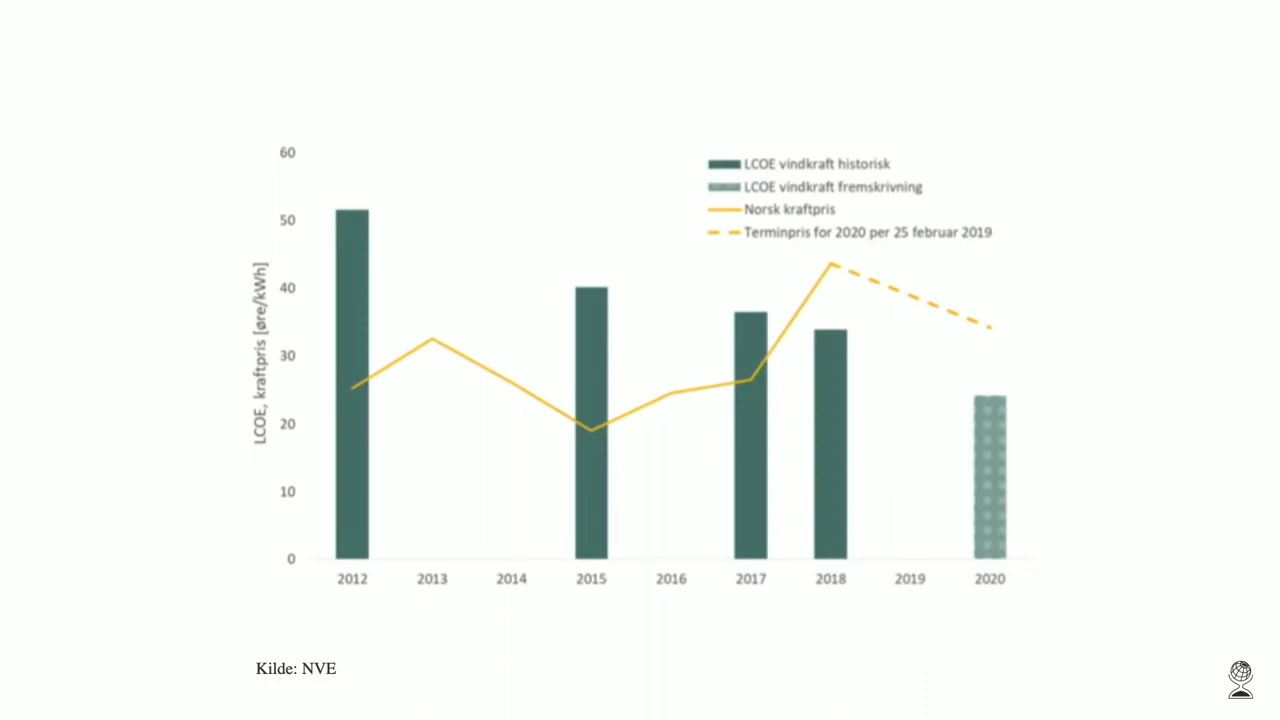 LCOE vindkraft historisk
LCOE vindkraft fremskrivning
Norsk kraftpris
Terminpris for 2020 per 25 februar 2019
LCOE, kraftpris [øre/kWh]
60
50
40
30
20
10
0
2012 2013 2014 2015 2016 2017 2018 2019 2020
Kilde: NVE